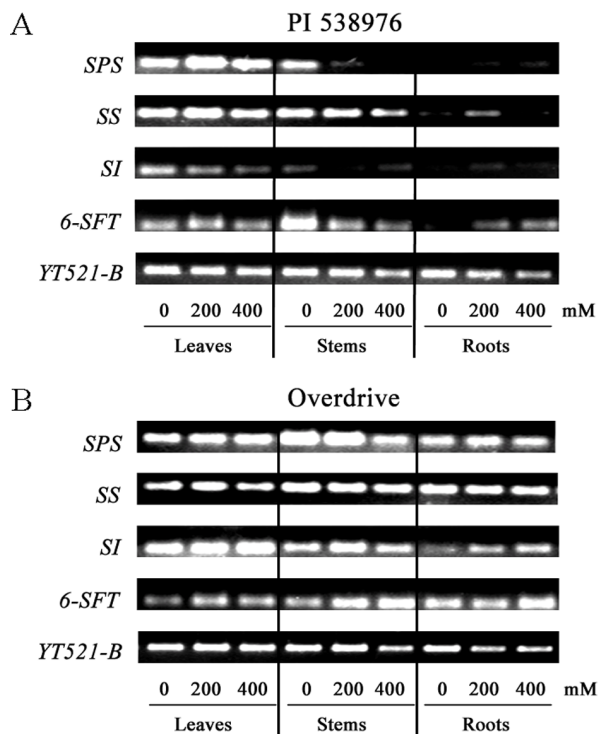 A PI 538976
SPS
SS
SI
6-SFT
YT521-B
0 200 400 0 200 400 0 200 400 mM
Leaves Stems Roots
B Overdrive
SPS
SS
SI
6-SFT
YT521-B
0 200 400 0 200 400 0 200 400 mM
Leaves Stems Roots